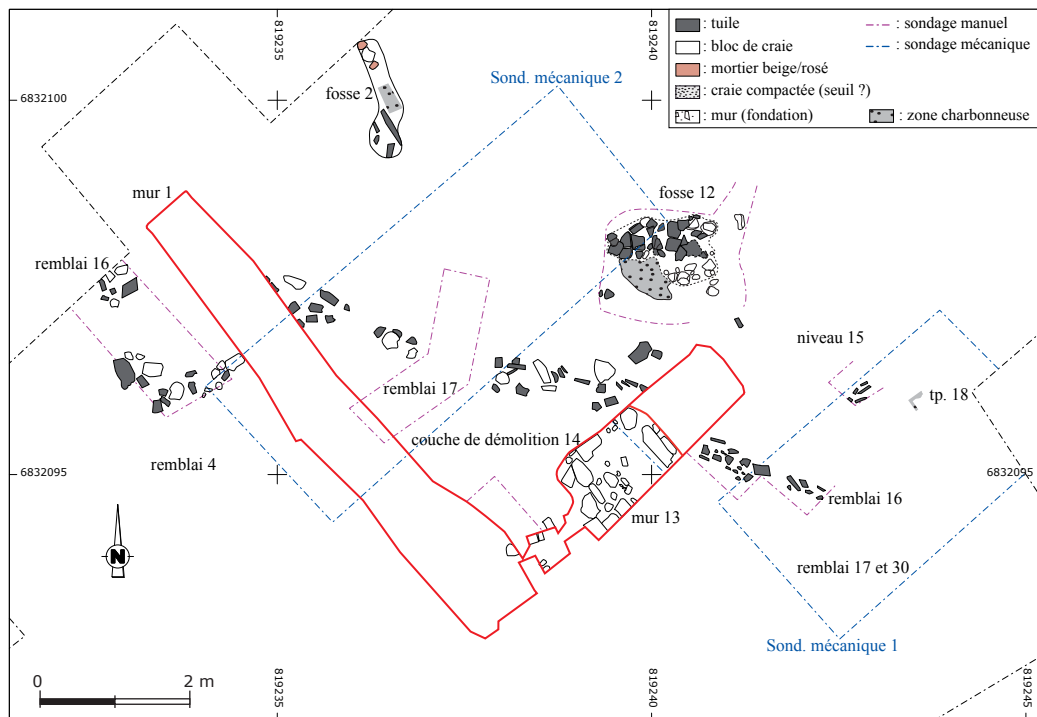 819235
819240
: tuile
: bloc de craie
: mortier beige/rosé
: craie compactée (seuil ?)
: mur (fondation)
: sondage manuel
: sondage mécanique
: zone charbonneuse
Sond. mécanique 2
fosse 2
6832100
mur 1
fosse 12
remblai 16
niveau 15
remblai 17
tp. 18
couche de démolition 14
remblai 4
6832095
6832095
remblai 16
mur 13
N
remblai 17 et 30
Sond. mécanique 1
0
2 m
819235
819240
819245